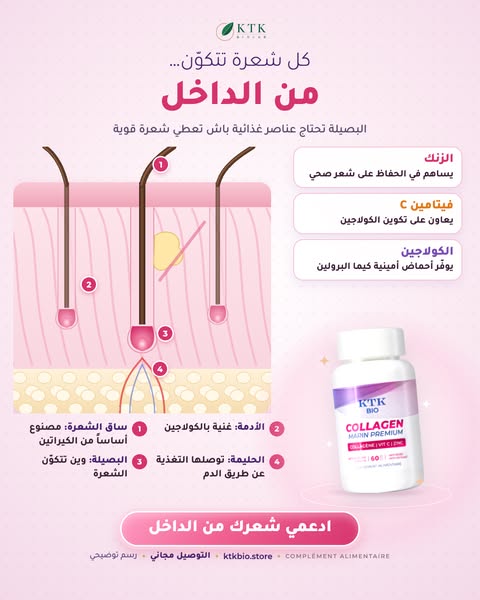 KTK
BIOLAB
كل شعرة تتكوّن...
من الداخل
البصيلة تحتاج عناصر غذائية باش تعطي شعرة قوية
الزنك
يساهم في الحفاظ على شعر صحي
فيتامين C
يعاون على تكوين الكولاجين
الكولاجين
يوفّر أحماض أمينية كيما البرولين
1
2
3
4
KTK
BIO
COLLAGEN
MARIN PREMIUM
COLLAGÈNE | VIT C | ZINC
60
1 ساق الشعرة: مصنوع
أساساً من الكيراتين
2 الأدمة: غنية بالكولاجين
3 البصيلة: وين تتكوّن
الشعرة
4 الحليمة: توصلها التغذية
عن طريق الدم
ادعمي شعرك من الداخل
رسم توضيحي • التوصيل مجاني • ktkbio.store • COMPLÉMENT ALIMENTAIRE